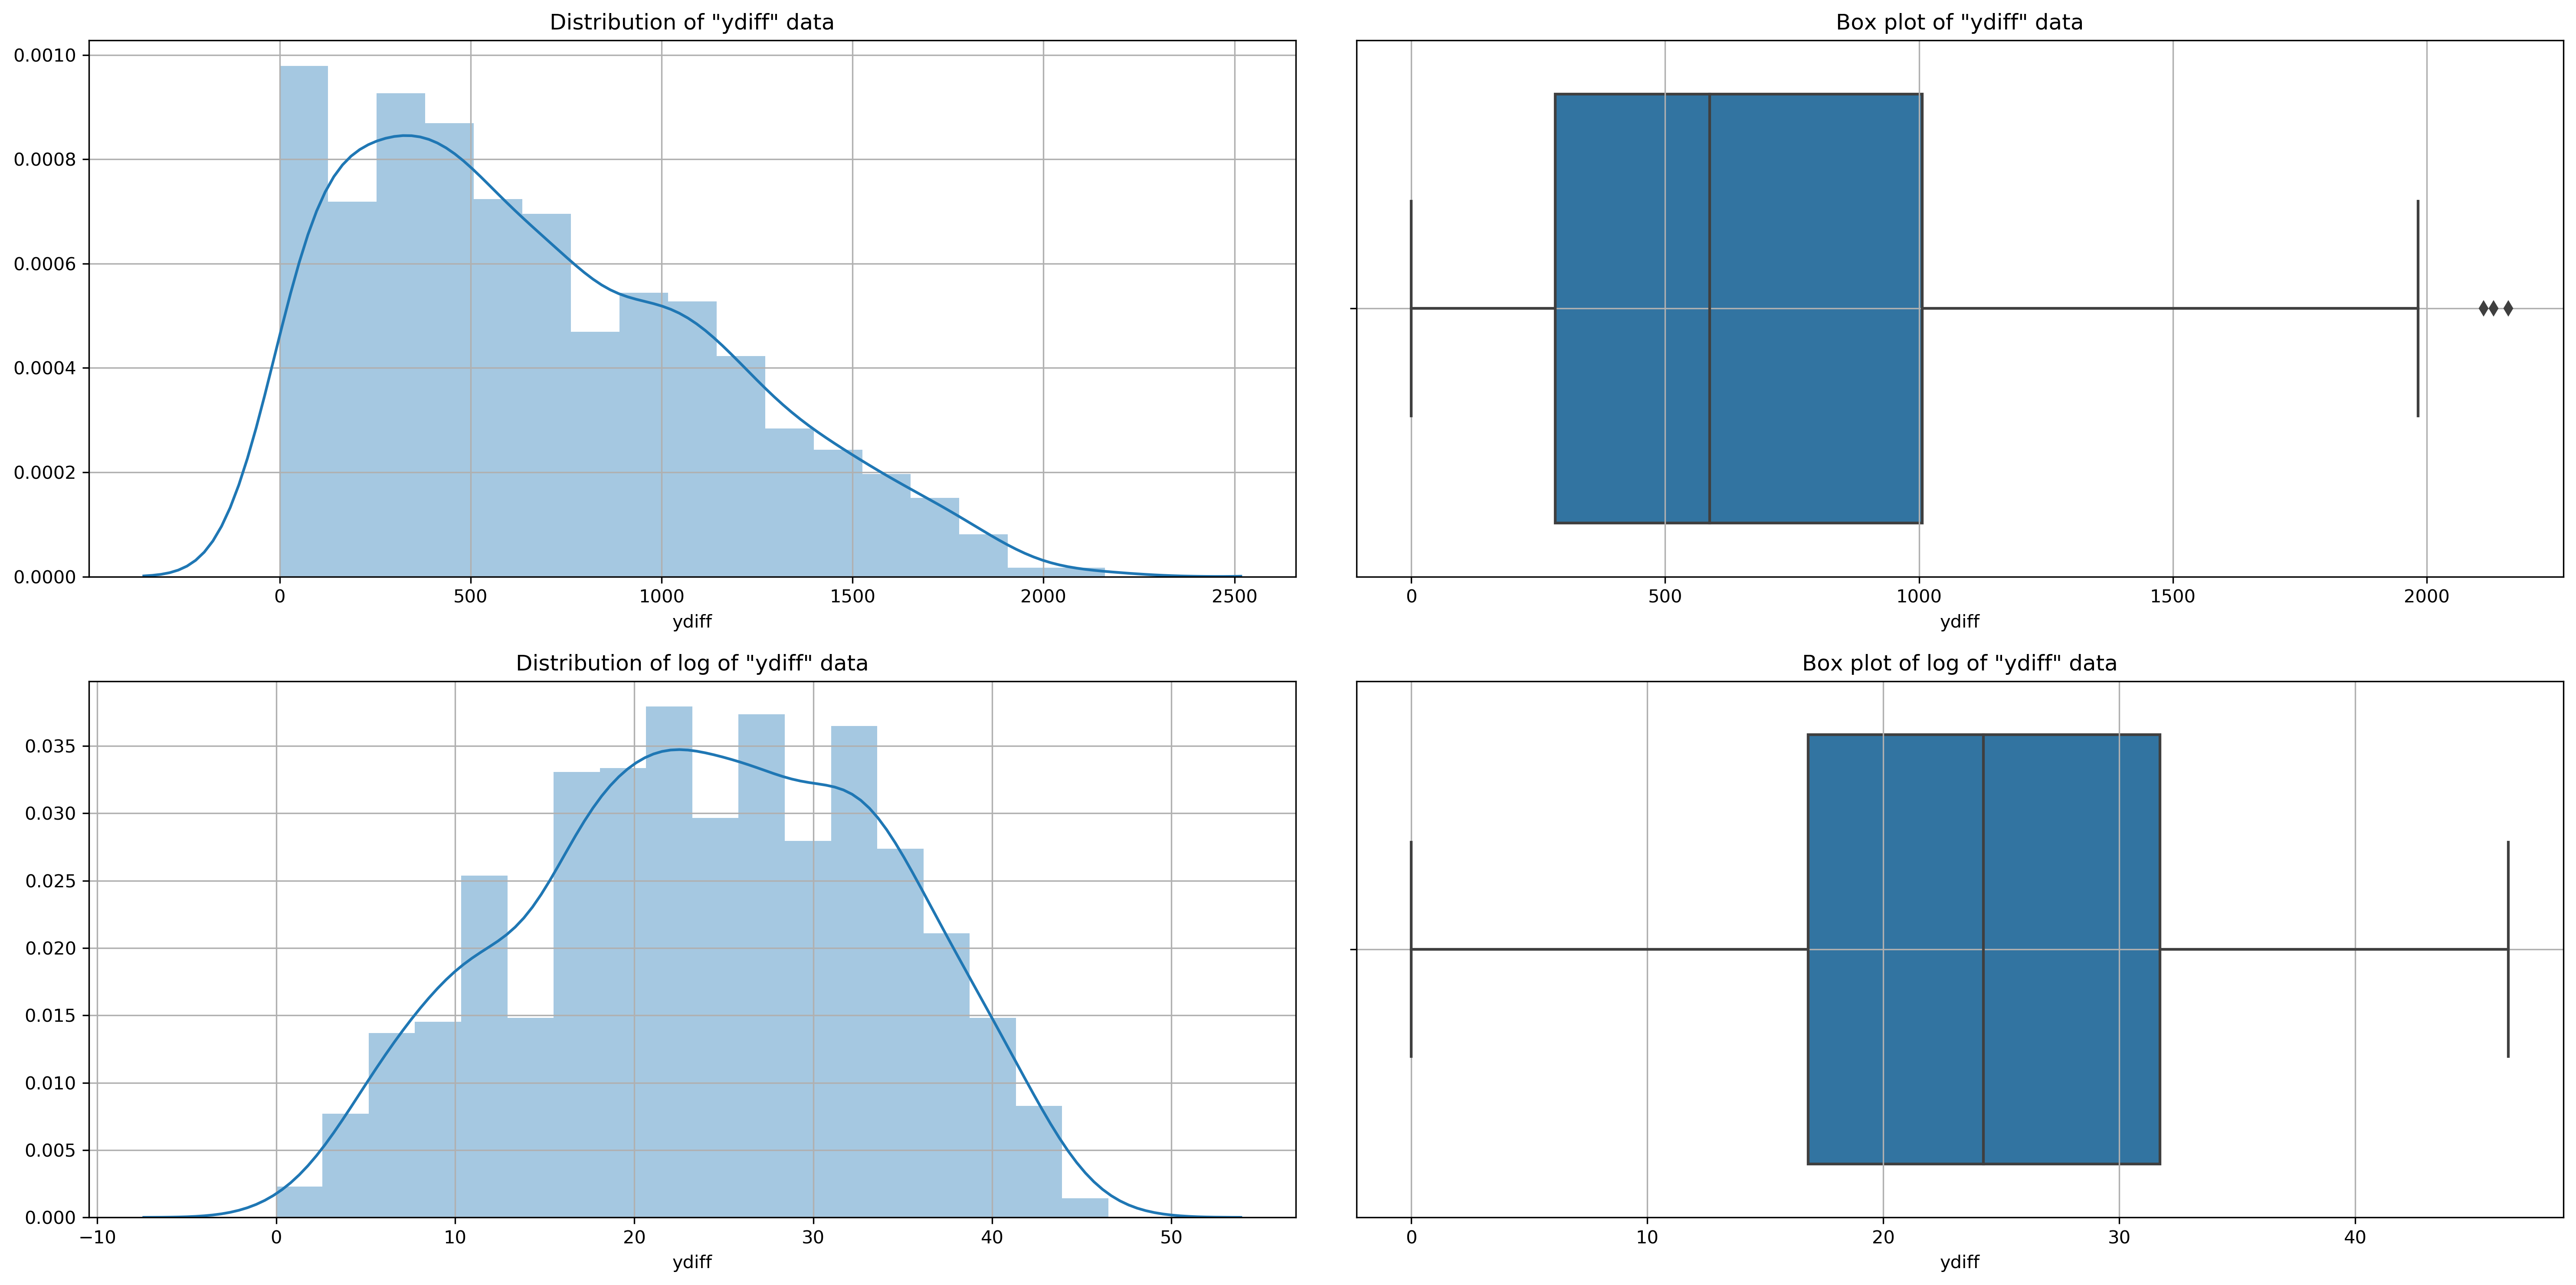 Distribution of "ydiff" data
0.0010
0.0008
0.0006
0.0004
0.0002
0.0000
0 500 1000 1500 2000 2500
ydiff
Box plot of "ydiff" data
0 500 1000 1500 2000
ydiff
Distribution of log of "ydiff" data
0.035
0.030
0.025
0.020
0.015
0.010
0.005
0.000
−10 0 10 20 30 40 50
ydiff
Box plot of log of "ydiff" data
0 10 20 30 40
ydiff